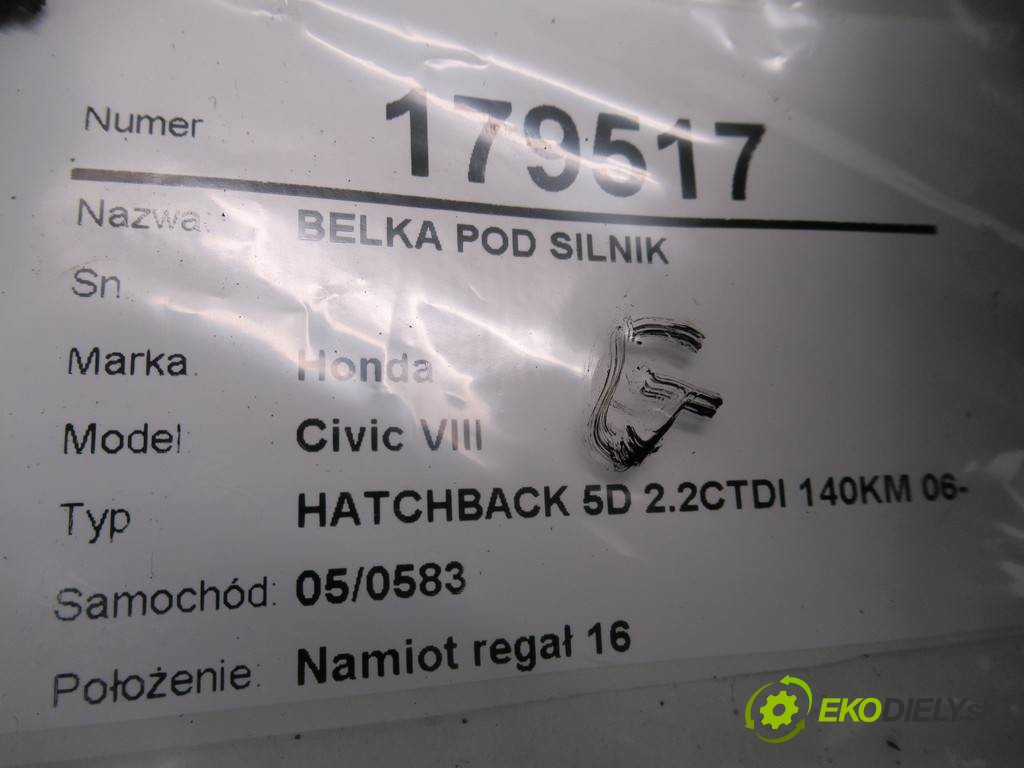 Numer 179517
Nazwa: BELKA POD SILNIK
Sn
Marka. Honda
Model: Civic VIII
G
Typ HATCHBACK 5D 2.2CTDI 140KM 06-
Samochód: 05/0583
Położenie: Namiot regał 16
EKODIELY.sk